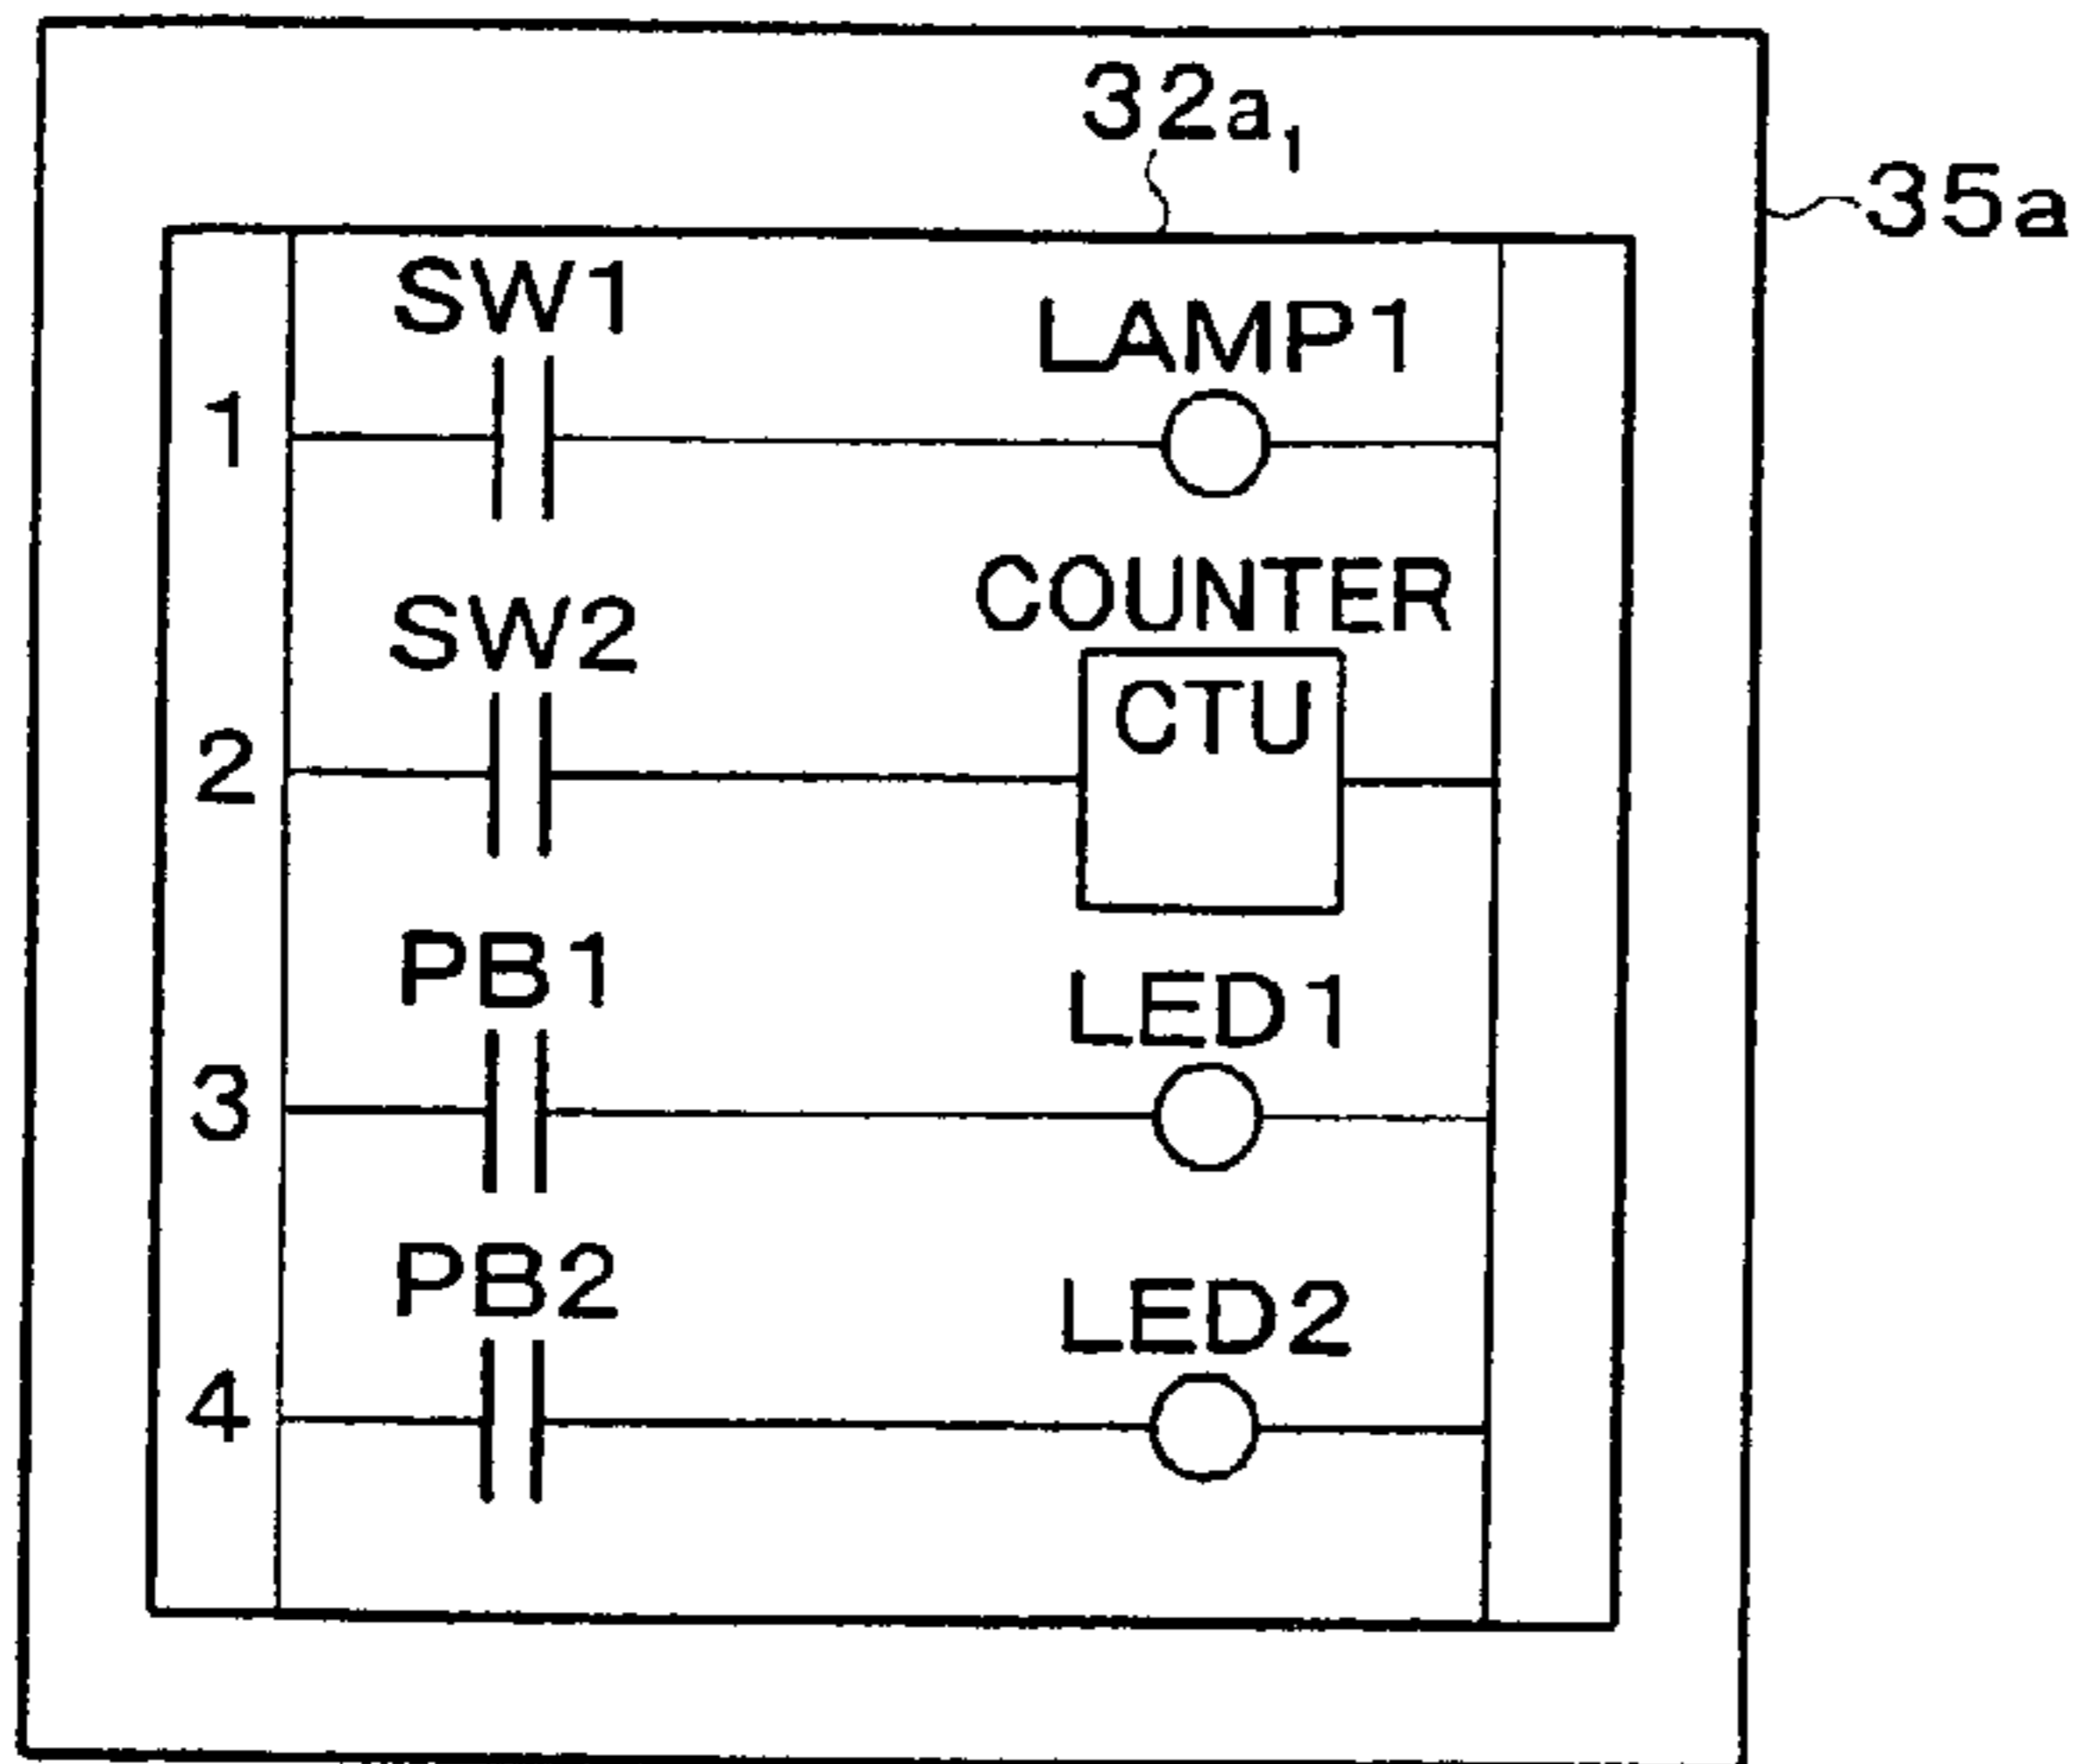 32a₁
35a
SW1 LAMP1
1
COUNTER
SW2 CTU
2
PB1 LED1
3
PB2 LED2
4